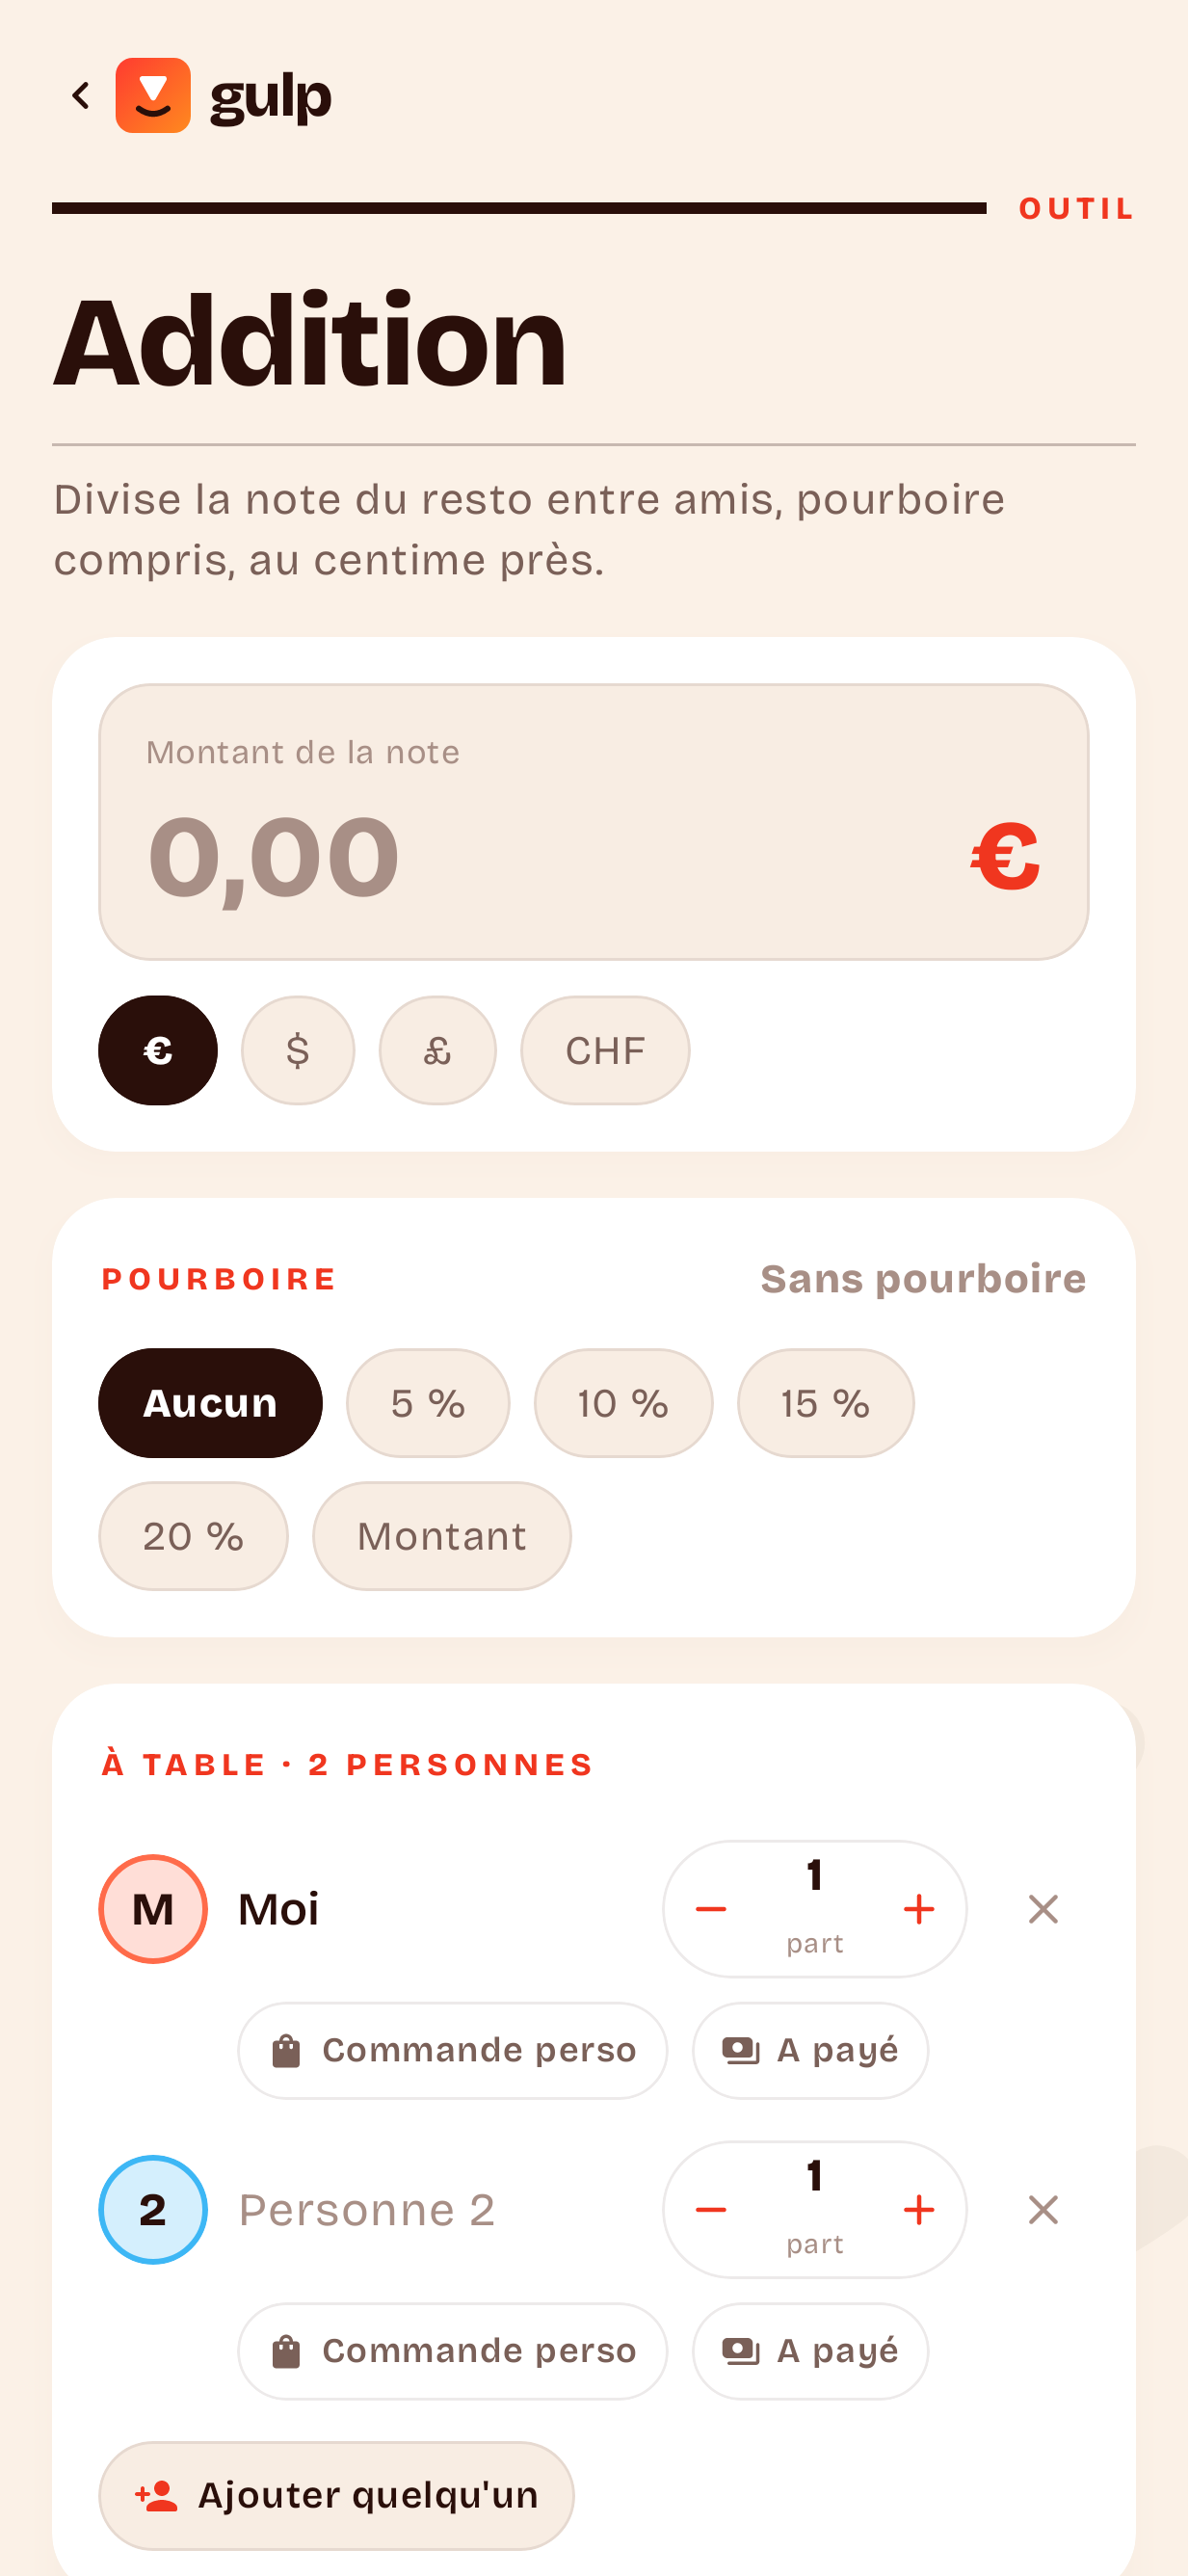 gulp
OUTIL
Addition
Divise la note du resto entre amis, pourboire
compris, au centime près.
Montant de la note
0,00 €
€ $ £ CHF
POURBOIRE Sans pourboire
Aucun 5 % 10 % 15 %
20 % Montant
À TABLE · 2 PERSONNES
M Moi − 1 part + ×
Commande perso A payé
2 Personne 2 − 1 part + ×
Commande perso A payé
Ajouter quelqu'un